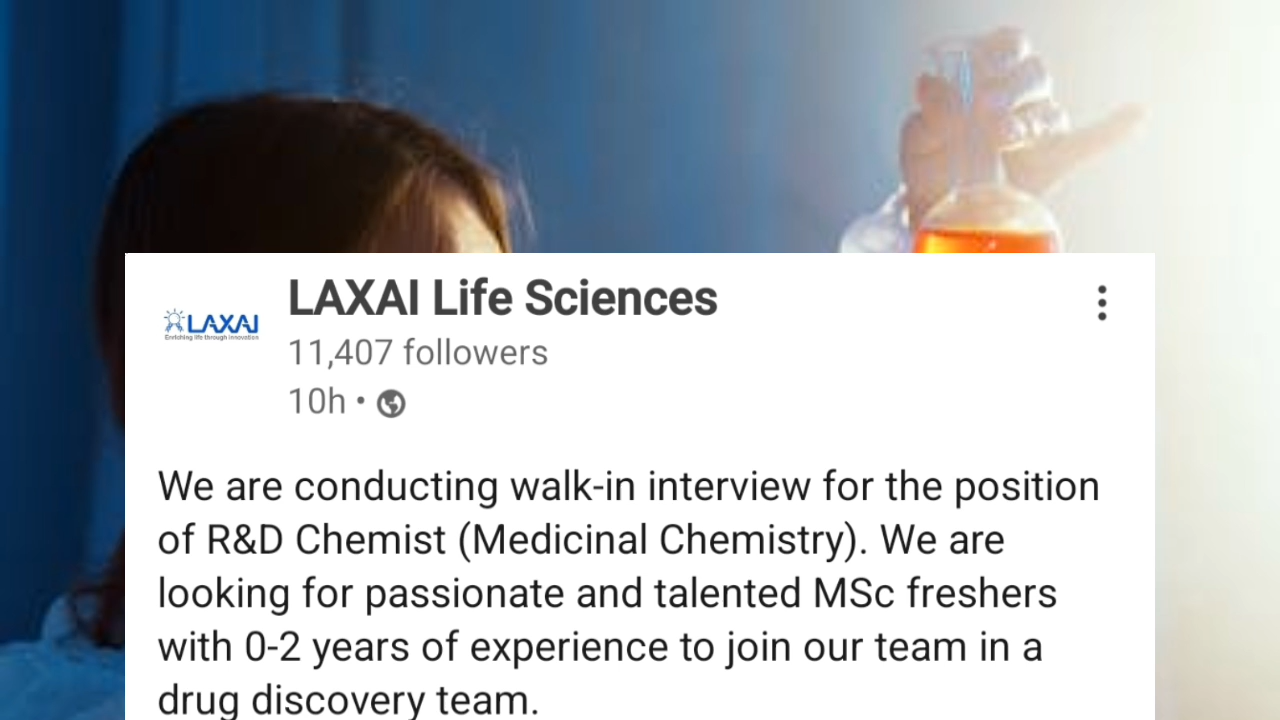 LAXAI
Enriching life through innovation
LAXAI Life Sciences
11,407 followers
10h •
We are conducting walk-in interview for the position
of R&D Chemist (Medicinal Chemistry). We are
looking for passionate and talented MSc freshers
with 0-2 years of experience to join our team in a
drug discovery team.